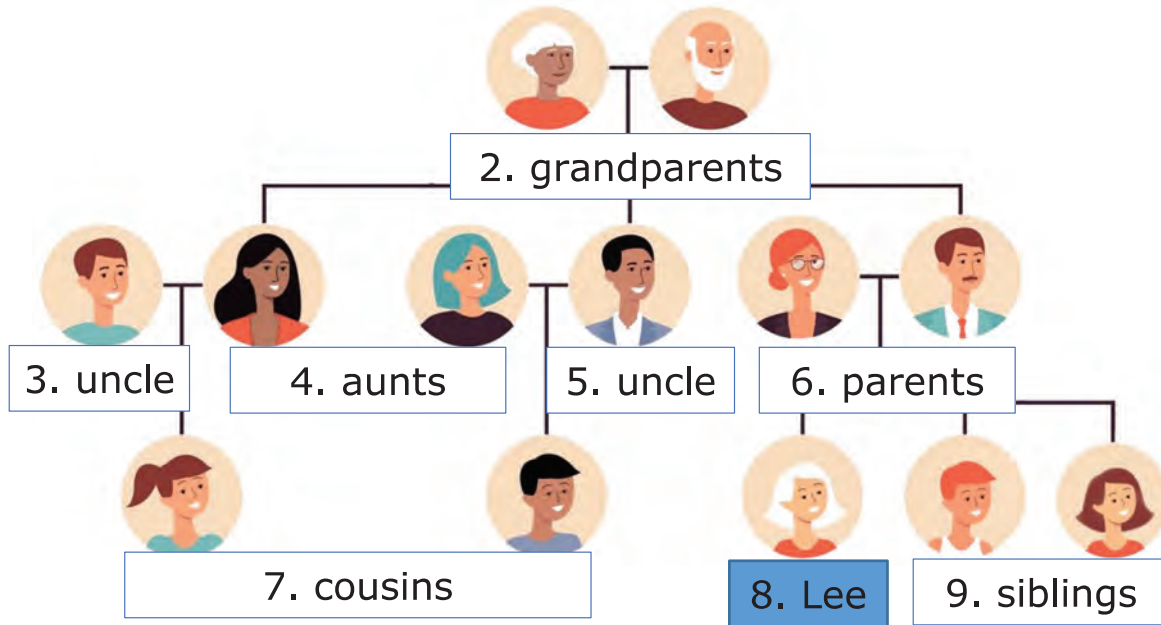 2. grandparents
3. uncle
4. aunts
5. uncle
6. parents
7. cousins
8. Lee
9. siblings